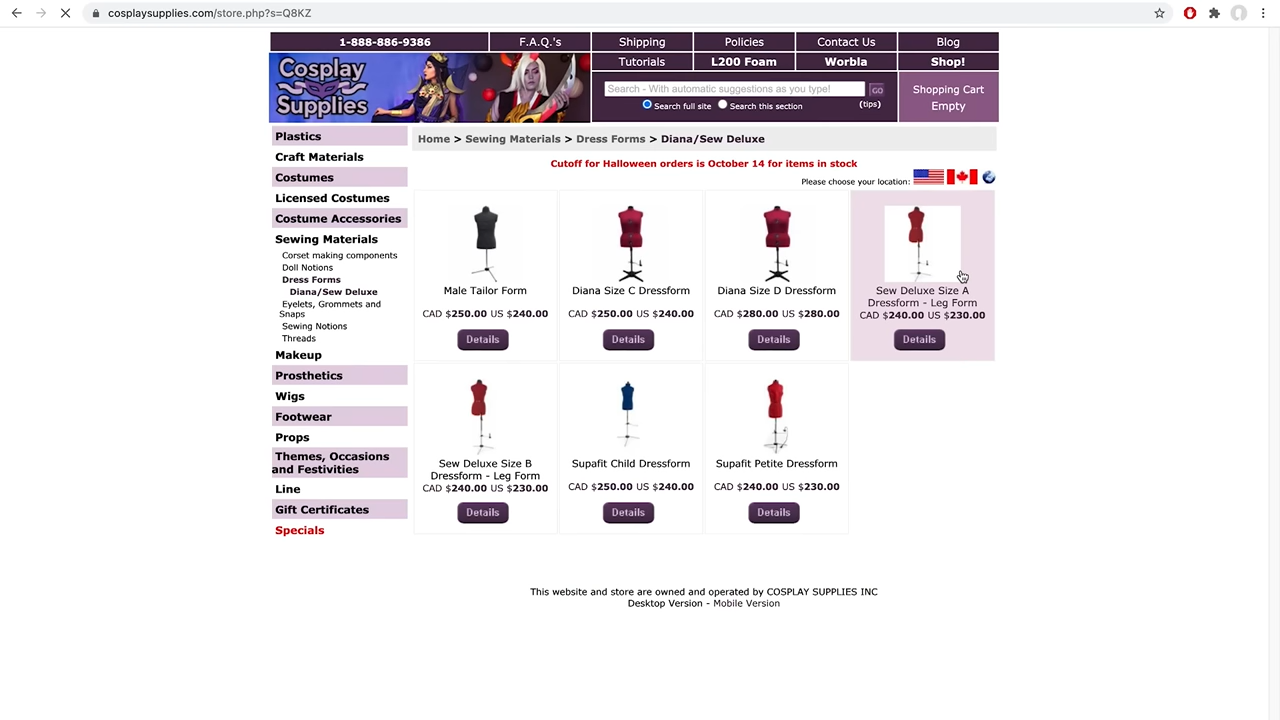 cosplaysupplies.com/store.php?s=Q8KZ
1-888-886-9386 F.A.Q.'s Shipping Policies Contact Us Blog
Tutorials L200 Foam Worbla Shop!
Cosplay
Supplies
Search - With automatic suggestions as you type! GO
Search full site Search this section (tips)
Shopping Cart
Empty
Home > Sewing Materials > Dress Forms > Diana/Sew Deluxe
Cutoff for Halloween orders is October 14 for items in stock
Please choose your location:
Plastics
Craft Materials
Costumes
Licensed Costumes
Costume Accessories
Sewing Materials
Corset making components
Doll Notions
Dress Forms
Diana/Sew Deluxe
Eyelets, Grommets and
Snaps
Sewing Notions
Threads
Makeup
Prosthetics
Wigs
Footwear
Props
Themes, Occasions
and Festivities
Line
Gift Certificates
Specials
Male Tailor Form
CAD $250.00 US $240.00
Details
Diana Size C Dressform
CAD $250.00 US $240.00
Details
Diana Size D Dressform
CAD $280.00 US $280.00
Details
Sew Deluxe Size A
Dressform - Leg Form
CAD $240.00 US $230.00
Details
Sew Deluxe Size B
Dressform - Leg Form
CAD $240.00 US $230.00
Details
Supafit Child Dressform
CAD $250.00 US $240.00
Details
Supafit Petite Dressform
CAD $240.00 US $230.00
Details
This website and store are owned and operated by COSPLAY SUPPLIES INC
Desktop Version - Mobile Version